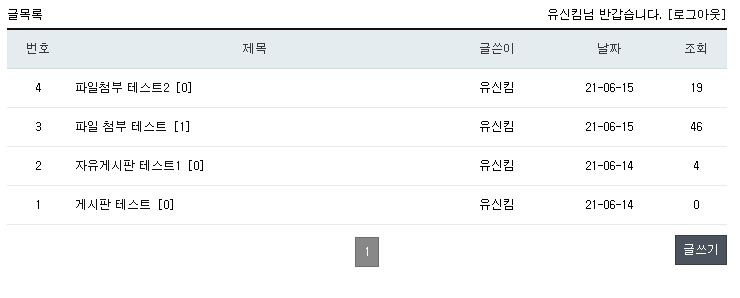 글목록 유신킴님 반갑습니다. [로그아웃]
번호 제목 글쓴이 날짜 조회
4 파일첨부 테스트2 [0] 유신킴 21-06-15 19
3 파일 첨부 테스트 [1] 유신킴 21-06-15 46
2 자유게시판 테스트1 [0] 유신킴 21-06-14 4
1 게시판 테스트 [0] 유신킴 21-06-14 0
1 글쓰기